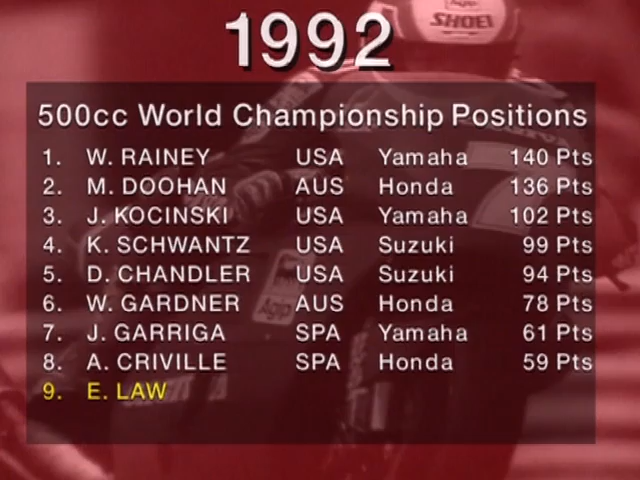 1992
SHOEI
500cc World Championship Positions
1. W. RAINEY USA Yamaha 140 Pts
2. M. DOOHAN AUS Honda 136 Pts
3. J. KOCINSKI USA Yamaha 102 Pts
4. K. SCHWANTZ USA Suzuki 99 Pts
5. D. CHANDLER USA Suzuki 94 Pts
6. W. GARDNER AUS Honda 78 Pts
Agip
7. J. GARRIGA SPA Yamaha 61 Pts
8. A. CRIVILLE SPA Honda 59 Pts
9. E. LAW